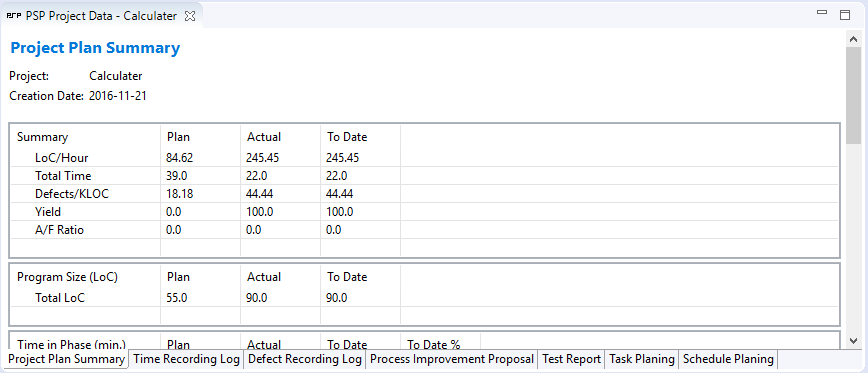 PSP PSP Project Data - Calculater
Project Plan Summary
Project: Calculater
Creation Date: 2016-11-21
Summary Plan Actual To Date
LoC/Hour 84.62 245.45 245.45
Total Time 39.0 22.0 22.0
Defects/KLOC 18.18 44.44 44.44
Yield 0.0 100.0 100.0
A/F Ratio 0.0 0.0 0.0
Program Size (LoC) Plan Actual To Date
Total LoC 55.0 90.0 90.0
Time in Phase (min.) Plan Actual To Date To Date %
Project Plan Summary Time Recording Log Defect Recording Log Process Improvement Proposal Test Report Task Planing Schedule Planing